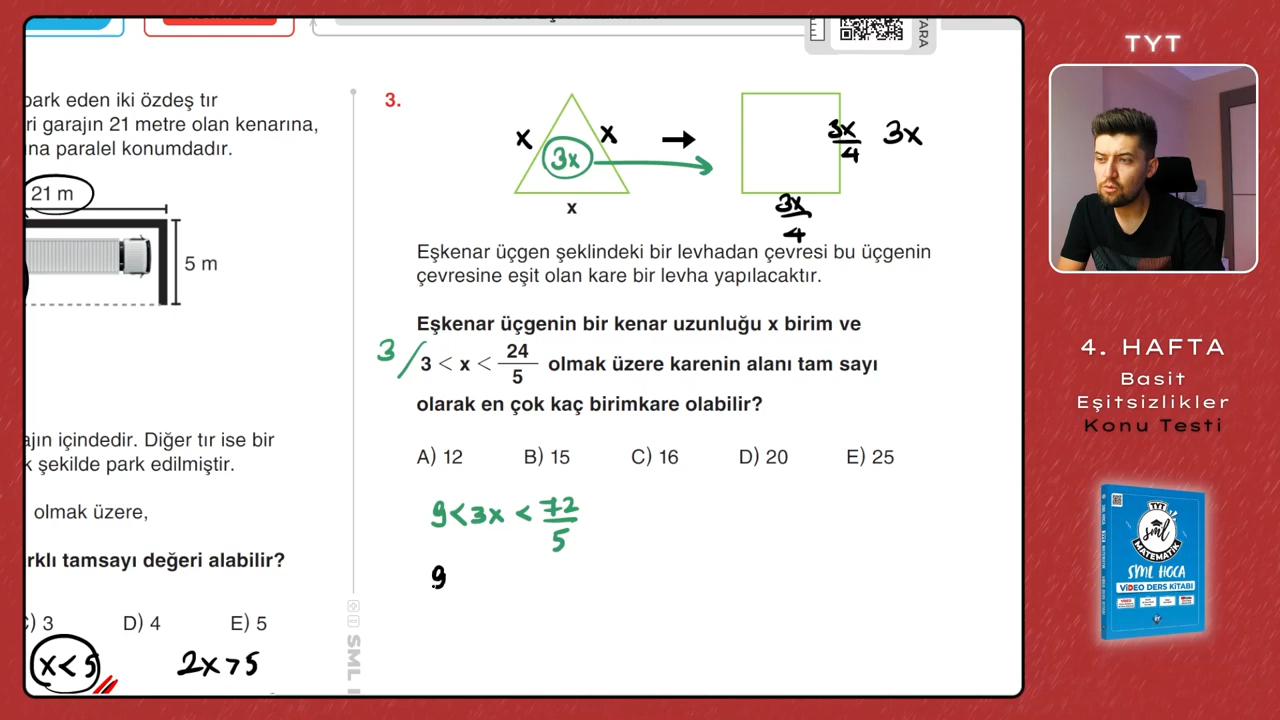 ARA
TYT
park eden iki özdeş tır
ri garajın 21 metre olan kenarına,
na paralel konumdadır.
21 m
5 m
ajın içindedir. Diğer tır ise bir
k şekilde park edilmiştir.
olmak üzere,
rklı tamsayı değeri alabilir?
) 3 D) 4 E) 5
x < 5 2x > 5
3.
x x
3x
x
3x/4 3x
3x/4
Eşkenar üçgen şeklindeki bir levhadan çevresi bu üçgenin
çevresine eşit olan kare bir levha yapılacaktır.
Eşkenar üçgenin bir kenar uzunluğu x birim ve
3 / 3 < x < 24/5 olmak üzere karenin alanı tam sayı
olarak en çok kaç birimkare olabilir?
A) 12 B) 15 C) 16 D) 20 E) 25
9 < 3x < 72/5
9
SML
4. HAFTA
Basit
Eşitsizlikler
Konu Testi
TYT
sml
MATEMATİK
SML HOCA
VİDEO DERS KİTABI